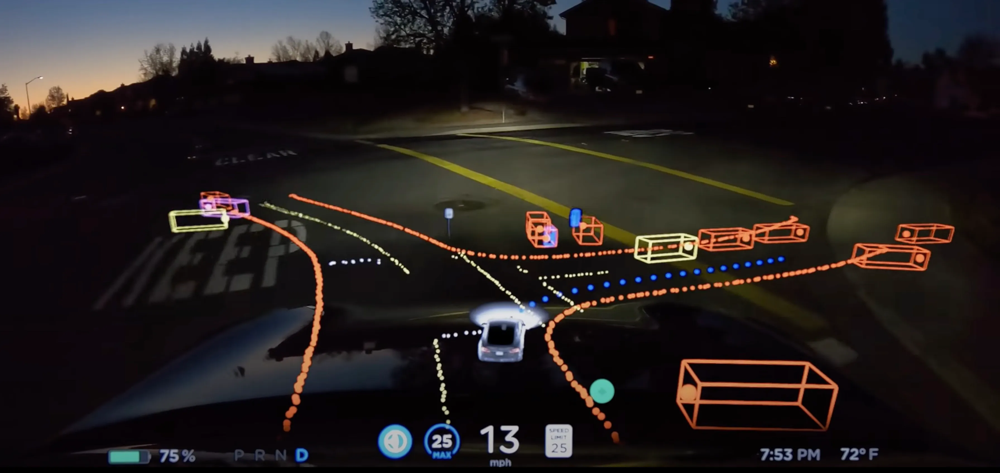 CLEAR
KEEP
75%
P R N D
25
MAX
13
mph
SPEED
LIMIT
25
7:53 PM
72° F